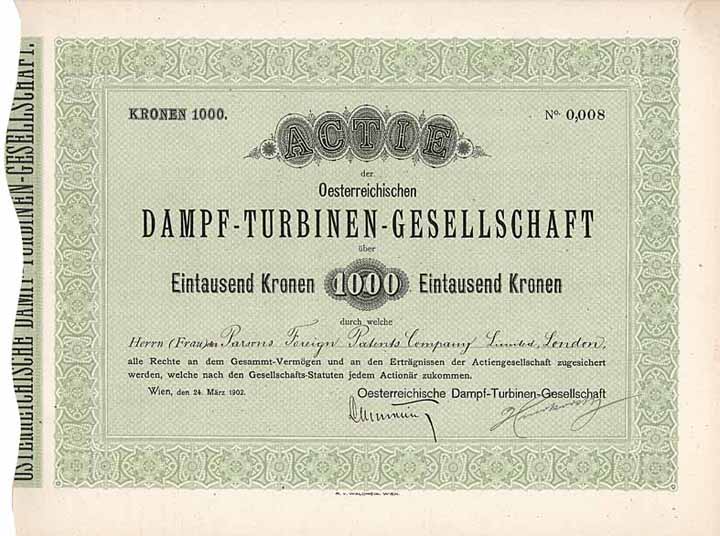 OSTERREICHISCHE DAMPF-TURBINEN-GESELLSCHAFT.
KRONEN 1000.
No. 0,008
ACTIE
der
Oesterreichischen
DAMPF-TURBINEN-GESELLSCHAFT
über
Eintausend Kronen 1000 Eintausend Kronen
durch welche
Herrn (Frau) Parsons Foreign Patents Company Limited, London,
alle Rechte an dem Gesammt-Vermögen und an den Erträgnissen der Actiengesellschaft zugesichert
werden, welche nach den Gesellschafts-Statuten jedem Actionär zukommen.
Wien, den 24. März 1902.
Oesterreichische Dampf-Turbinen-Gesellschaft
R. V. WALDHEIM, WIEN.